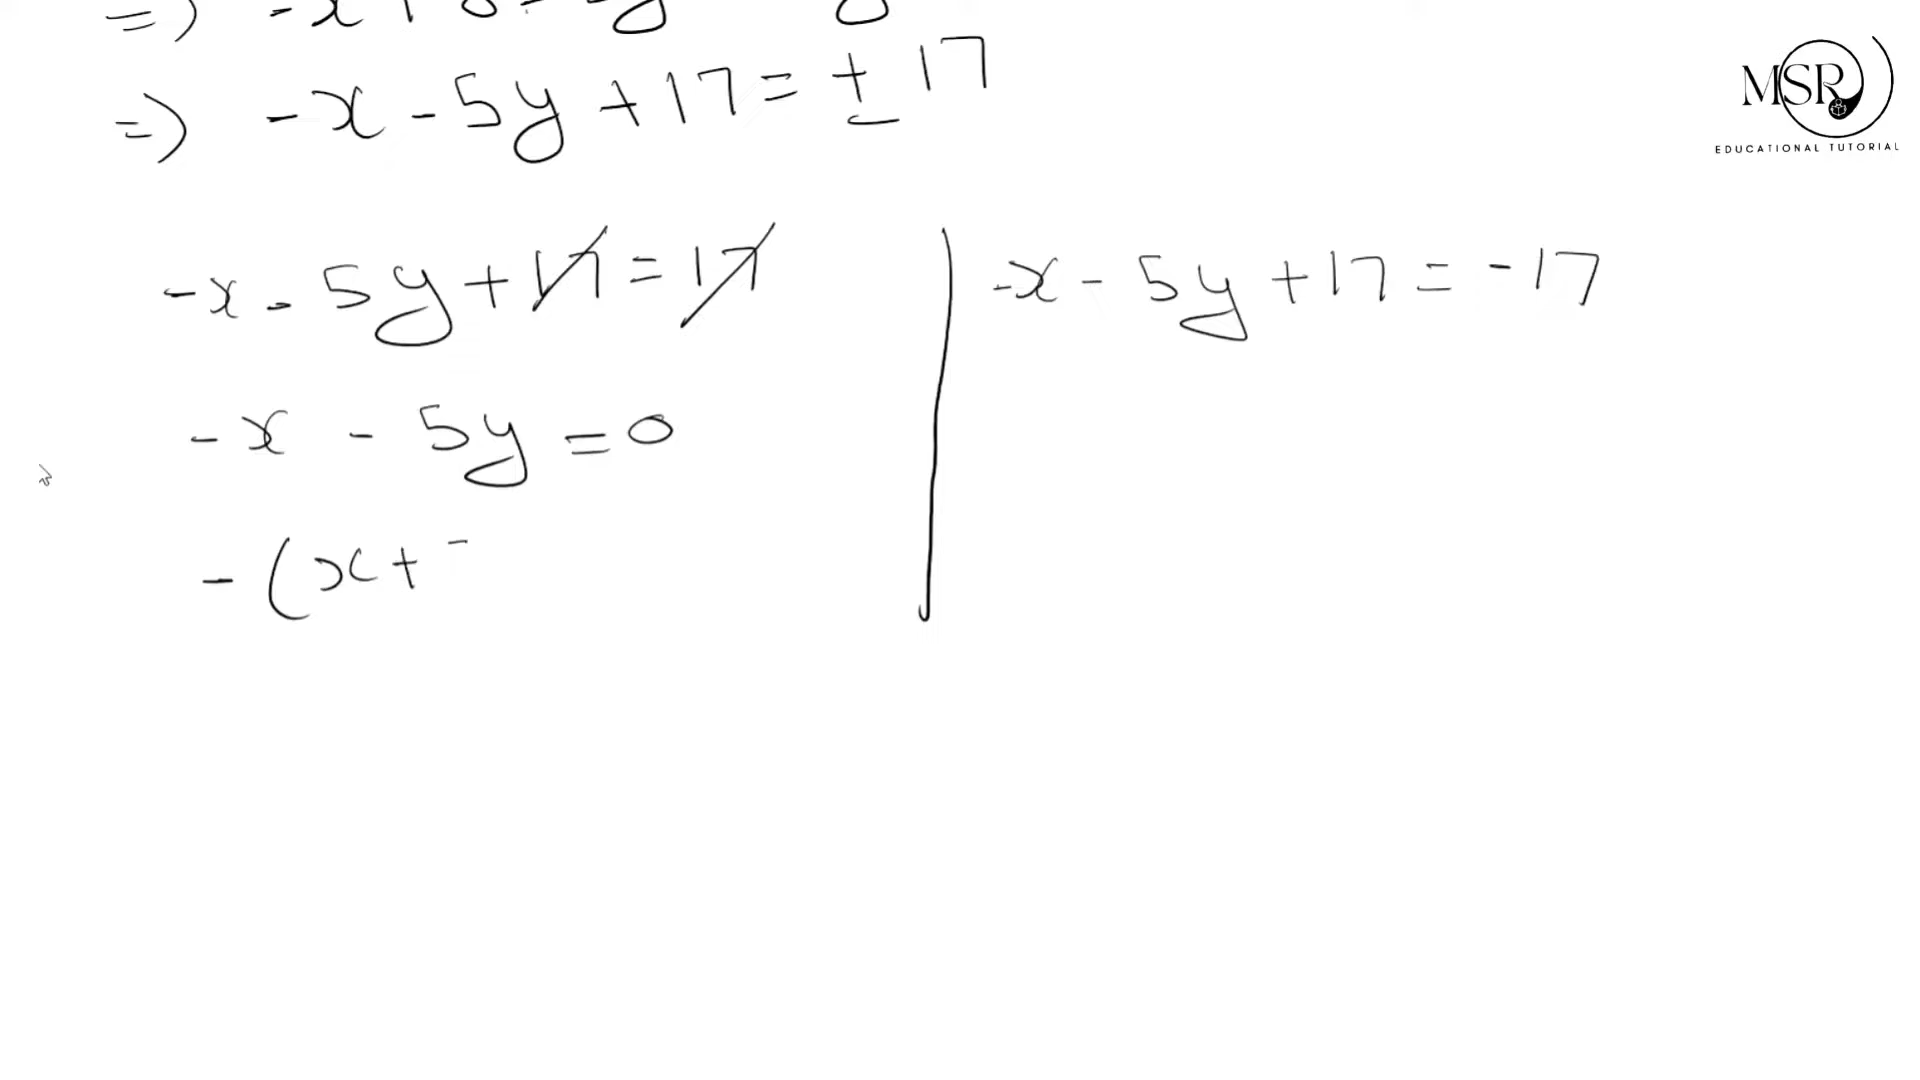 => -x - 5y + 17 = ± 17
-x - 5y + 17 = 17
-x - 5y = 0
-(x +
-x - 5y + 17 = -17
MSR
EDUCATIONAL TUTORIAL